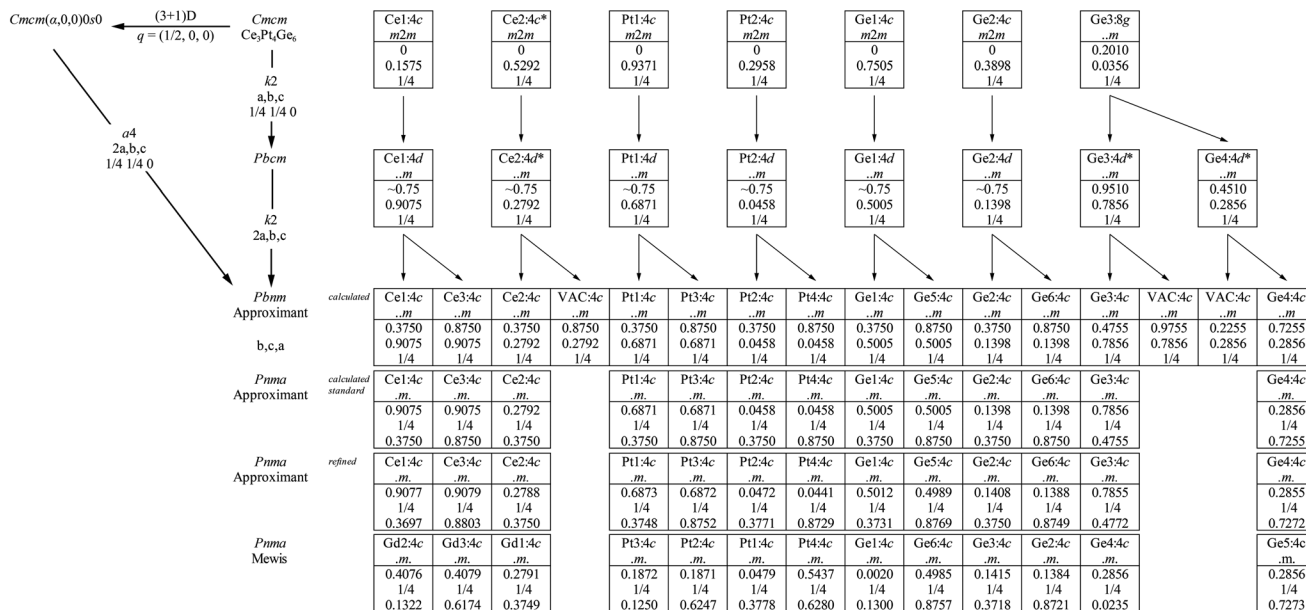 Cmcm(α,0,0)0s0 (3+1)D Cmcm
q = (1/2, 0, 0) Ce₃Pt₄Ge₆
k2
a,b,c
1/4 1/4 0
a4
2a,b,c
1/4 1/4 0
Ce1:4c Ce2:4c* Pt1:4c Pt2:4c Ge1:4c Ge2:4c Ge3:8g
m2m m2m m2m m2m m2m m2m ..m
0 0 0 0 0 0 0.2010
0.1575 0.5292 0.9371 0.2958 0.7505 0.3898 0.0356
1/4 1/4 1/4 1/4 1/4 1/4 1/4
Pbcm
k2
2a,b,c
Ce1:4d Ce2:4d* Pt1:4d Pt2:4d Ge1:4d Ge2:4d Ge3:4d* Ge4:4d*
..m ..m ..m ..m ..m ..m ..m ..m
~0.75 ~0.75 ~0.75 ~0.75 ~0.75 ~0.75 0.9510 0.4510
0.9075 0.2792 0.6871 0.0458 0.5005 0.1398 0.7856 0.2856
1/4 1/4 1/4 1/4 1/4 1/4 1/4 1/4
Pbnm calculated
Approximant
b,c,a
Ce1:4c Ce3:4c Ce2:4c VAC:4c Pt1:4c Pt3:4c Pt2:4c Pt4:4c Ge1:4c Ge5:4c Ge2:4c Ge6:4c Ge3:4c VAC:4c VAC:4c Ge4:4c
..m ..m ..m ..m ..m ..m ..m ..m ..m ..m ..m ..m ..m ..m ..m ..m
0.3750 0.8750 0.3750 0.8750 0.3750 0.8750 0.3750 0.8750 0.3750 0.8750 0.3750 0.8750 0.4755 0.9755 0.2255 0.7255
0.9075 0.9075 0.2792 0.2792 0.6871 0.6871 0.0458 0.0458 0.5005 0.5005 0.1398 0.1398 0.7856 0.7856 0.2856 0.2856
1/4 1/4 1/4 1/4 1/4 1/4 1/4 1/4 1/4 1/4 1/4 1/4 1/4 1/4 1/4 1/4
Pnma calculated
Approximant standard
Ce1:4c Ce3:4c Ce2:4c Pt1:4c Pt3:4c Pt2:4c Pt4:4c Ge1:4c Ge5:4c Ge2:4c Ge6:4c Ge3:4c Ge4:4c
.m. .m. .m. .m. .m. .m. .m. .m. .m. .m. .m. .m. .m.
0.9075 0.9075 0.2792 0.6871 0.6871 0.0458 0.0458 0.5005 0.5005 0.1398 0.1398 0.7856 0.2856
1/4 1/4 1/4 1/4 1/4 1/4 1/4 1/4 1/4 1/4 1/4 1/4 1/4
0.3750 0.8750 0.3750 0.3750 0.8750 0.3750 0.8750 0.3750 0.8750 0.3750 0.8750 0.4755 0.7255
Pnma refined
Approximant
Ce1:4c Ce3:4c Ce2:4c Pt1:4c Pt3:4c Pt2:4c Pt4:4c Ge1:4c Ge5:4c Ge2:4c Ge6:4c Ge3:4c Ge4:4c
.m. .m. .m. .m. .m. .m. .m. .m. .m. .m. .m. .m. .m.
0.9077 0.9079 0.2788 0.6873 0.6872 0.0472 0.0441 0.5012 0.4989 0.1408 0.1388 0.7855 0.2855
1/4 1/4 1/4 1/4 1/4 1/4 1/4 1/4 1/4 1/4 1/4 1/4 1/4
0.3697 0.8803 0.3750 0.3748 0.8752 0.3771 0.8729 0.3731 0.8769 0.3750 0.8749 0.4772 0.7272
Pnma
Mewis
Gd2:4c Gd3:4c Gd1:4c Pt3:4c Pt2:4c Pt1:4c Pt4:4c Ge1:4c Ge6:4c Ge3:4c Ge2:4c Ge4:4c Ge5:4c
.m. .m. .m. .m. .m. .m. .m. .m. .m. .m. .m. .m. .m.
0.4076 0.4079 0.2791 0.1872 0.1871 0.0479 0.5437 0.0020 0.4985 0.1415 0.1384 0.2856 0.2856
1/4 1/4 1/4 1/4 1/4 1/4 1/4 1/4 1/4 1/4 1/4 1/4 1/4
0.1322 0.6174 0.3749 0.1250 0.6247 0.3778 0.6280 0.1300 0.8757 0.3718 0.8721 0.0235 0.7273